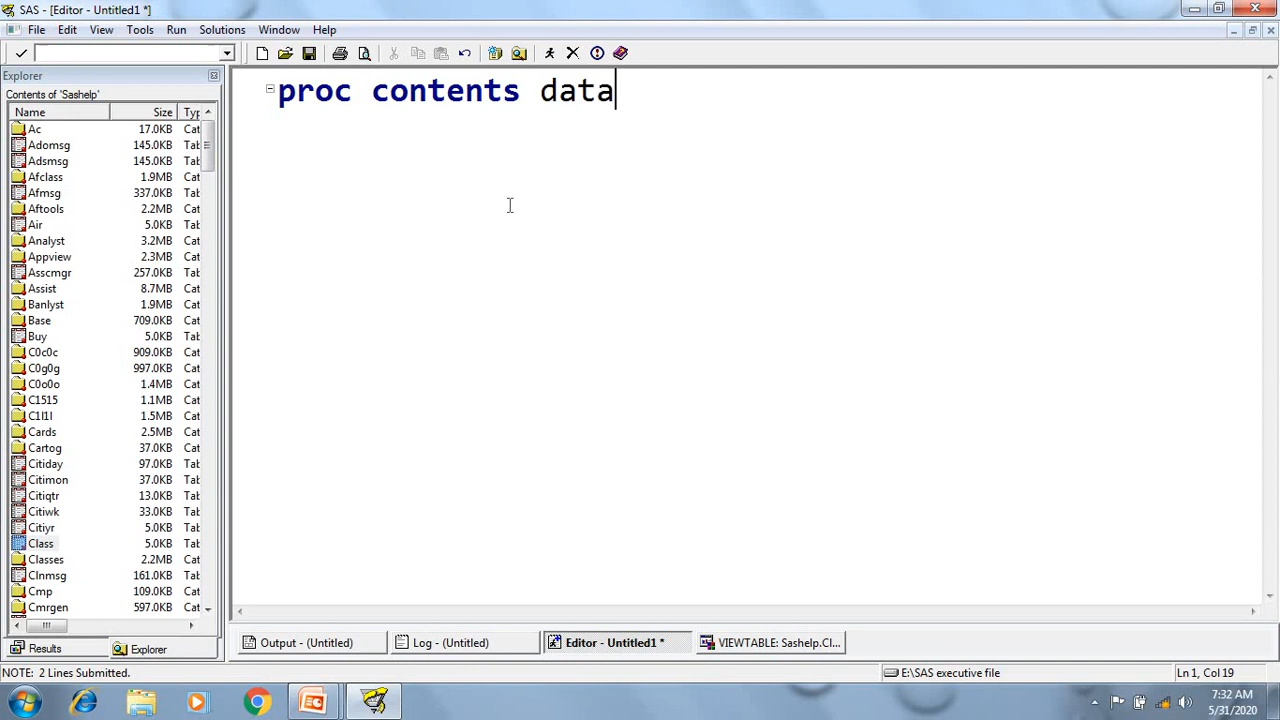 SAS - [Editor - Untitled1 *]
File Edit View Tools Run Solutions Window Help
Explorer
Contents of 'Sashelp'
Name Size Typ
Ac 17.0KB Cat
Adomsg 145.0KB Tab
Adsmsg 145.0KB Tab
Afclass 1.9MB Cat
Afmsg 337.0KB Tab
Aftools 2.2MB Cat
Air 5.0KB Tab
Analyst 3.2MB Cat
Appview 2.3MB Cat
Asscmgr 257.0KB Tab
Assist 8.7MB Cat
Banlyst 1.9MB Cat
Base 709.0KB Cat
Buy 5.0KB Tab
C0c0c 909.0KB Cat
C0g0g 997.0KB Cat
C0o0o 1.4MB Cat
C1515 1.1MB Cat
C1l1l 1.5MB Cat
Cards 2.5MB Cat
Cartog 37.0KB Cat
Citiday 97.0KB Tab
Citimon 37.0KB Tab
Citiqtr 13.0KB Tab
Citiwk 33.0KB Tab
Cityr 5.0KB Tab
Class 5.0KB Tab
Classes 2.2MB Cat
Clnmsg 161.0KB Tab
Cmp 109.0KB Cat
Cmrgen 597.0KB Cat
Results Explorer
proc contents data
Output - (Untitled) Log - (Untitled) Editor - Untitled1 * VIEWTABLE: Sashelp.Cl...
NOTE: 2 Lines Submitted. E:\SAS executive file Ln 1, Col 19
7:32 AM
5/31/2020